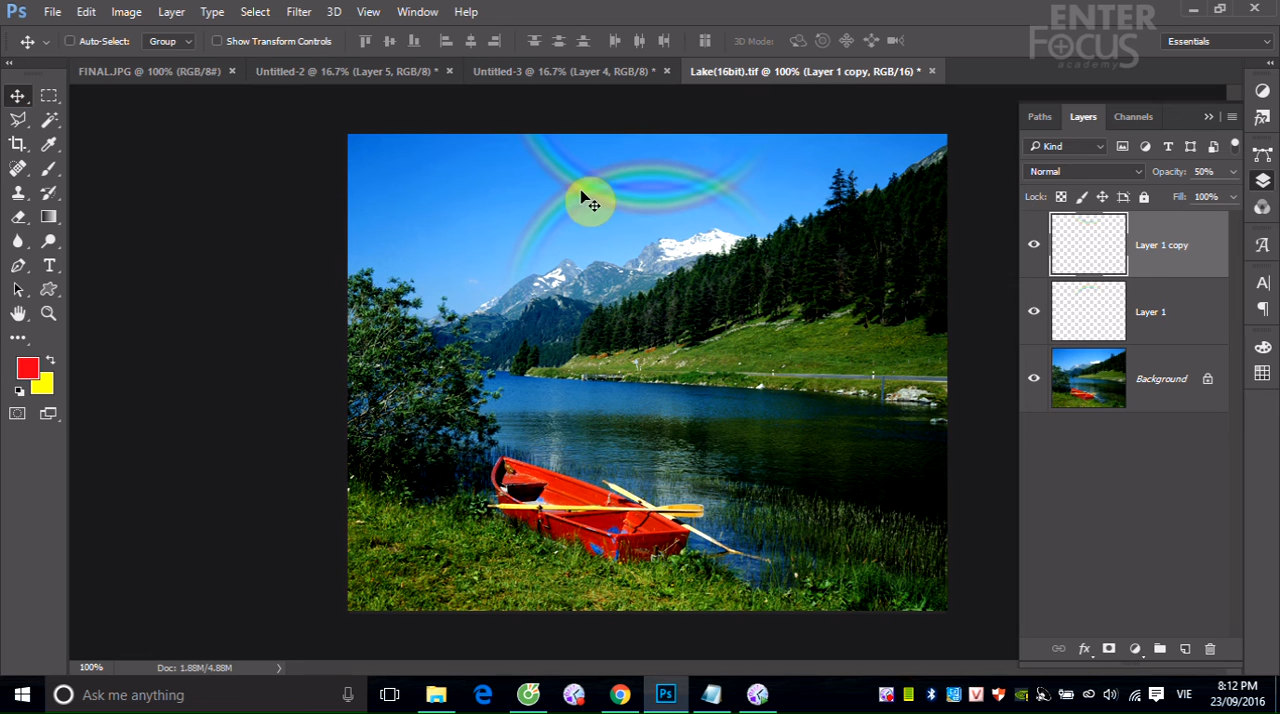 Ps File Edit Image Layer Type Select Filter 3D View Window Help
ENTER
FOCUS
academy
Auto-Select: Group Show Transform Controls 3D Mode: Essentials
FINAL.JPG @ 100% (RGB/8#) × Untitled-2 @ 16.7% (Layer 5, RGB/8) * × Untitled-3 @ 16.7% (Layer 4, RGB/8) * × Lake(16bit).tif @ 100% (Layer 1 copy, RGB/16) * ×
Paths Layers Channels
Kind
Normal Opacity: 50%
Lock: Fill: 100%
Layer 1 copy
Layer 1
Background
100% Doc: 1.88M/4.88M
Ask me anything
VIE
8:12 PM
23/09/2016